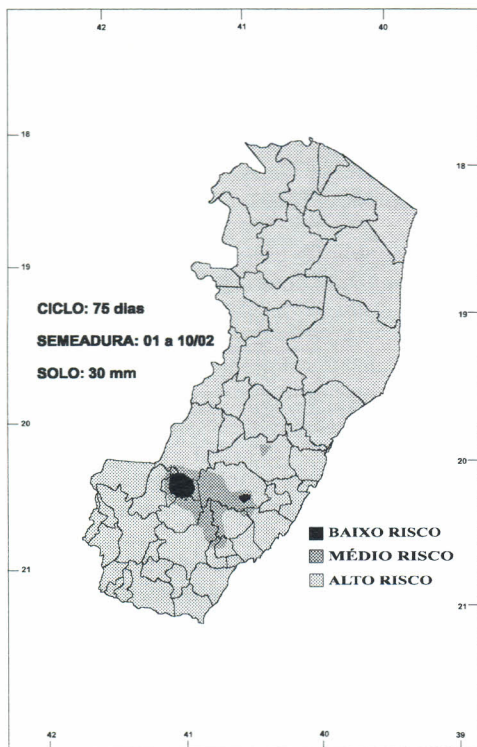 42 41 40
18
18
19
CICLO: 75 dias
19
SEMEADURA: 01 a 10/02
SOLO: 30 mm
20
20
BAIXO RISCO
MÉDIO RISCO
21
ALTO RISCO
21
42 41 40 39